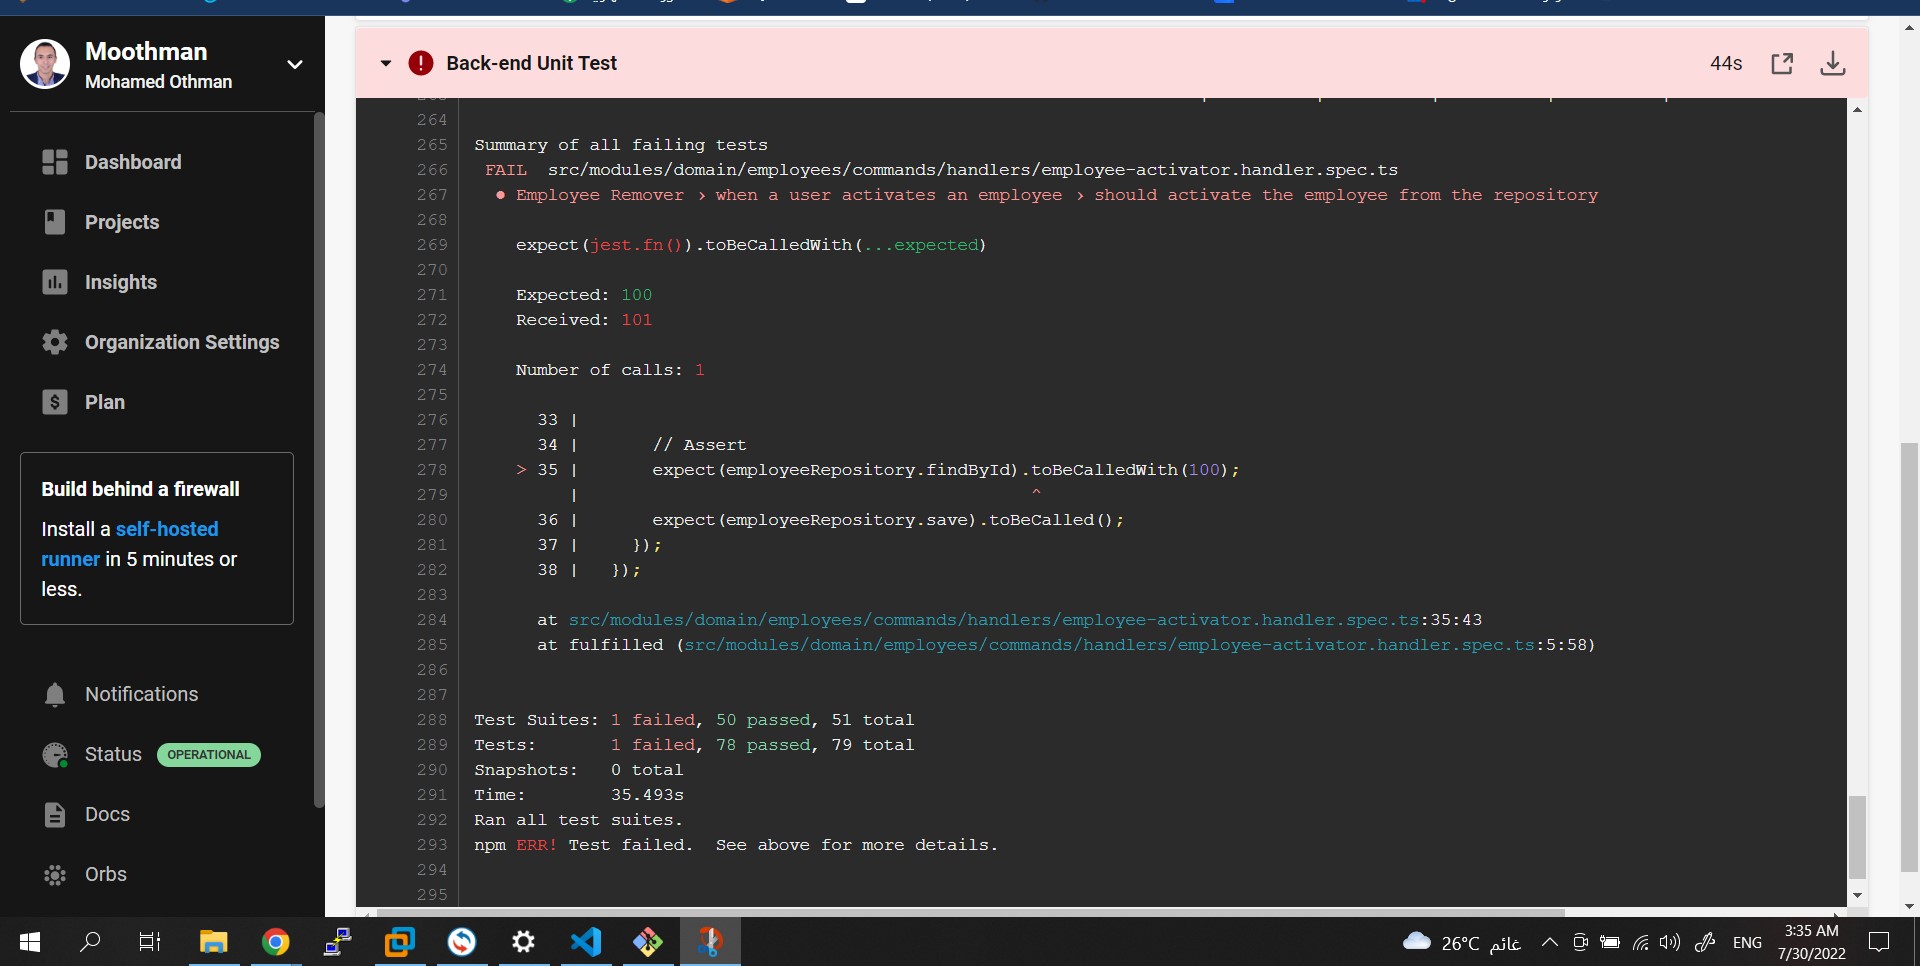 Moothman
Mohamed Othman
Dashboard
Projects
Insights
Organization Settings
Plan
Build behind a firewall
Install a self-hosted
runner in 5 minutes or
less.
Notifications
Status OPERATIONAL
Docs
Orbs
Back-end Unit Test 44s
264
265 Summary of all failing tests
266 FAIL src/modules/domain/employees/commands/handlers/employee-activator.handler.spec.ts
267 ● Employee Remover › when a user activates an employee › should activate the employee from the repository
268
269 expect(jest.fn()).toBeCalledWith(...expected)
270
271 Expected: 100
272 Received: 101
273
274 Number of calls: 1
275
276 33 |
277 34 | // Assert
278 > 35 | expect(employeeRepository.findById).toBeCalledWith(100);
279 | ^
280 36 | expect(employeeRepository.save).toBeCalled();
281 37 | });
282 38 | });
283
284 at src/modules/domain/employees/commands/handlers/employee-activator.handler.spec.ts:35:43
285 at fulfilled (src/modules/domain/employees/commands/handlers/employee-activator.handler.spec.ts:5:58)
286
287
288 Test Suites: 1 failed, 50 passed, 51 total
289 Tests: 1 failed, 78 passed, 79 total
290 Snapshots: 0 total
291 Time: 35.493s
292 Ran all test suites.
293 npm ERR! Test failed. See above for more details.
294
295
26°C غائم
ENG
3:35 AM
7/30/2022